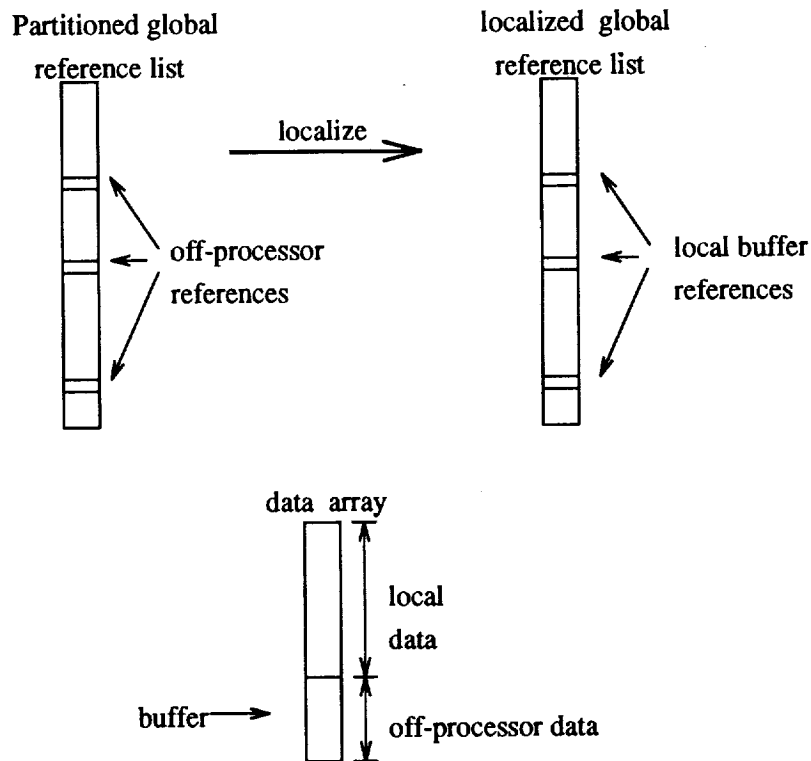 Partitioned global
reference list
localized global
reference list
localize
off-processor
references
local buffer
references
data array
local
data
buffer
off-processor data